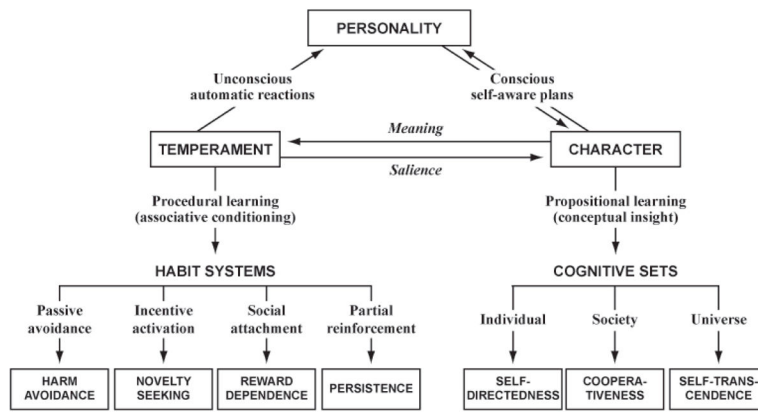 PERSONALITY
Unconscious
automatic reactions
Conscious
self-aware plans
Meaning
TEMPERAMENT
CHARACTER
Salience
Procedural learning
(associative conditioning)
Propositional learning
(conceptual insight)
HABIT SYSTEMS
COGNITIVE SETS
Passive
avoidance
Incentive
activation
Social
attachment
Partial
reinforcement
Individual
Society
Universe
HARM
AVOIDANCE
NOVELTY
SEEKING
REWARD
DEPENDENCE
PERSISTENCE
SELF-
DIRECTEDNESS
COOPERA-
TIVENESS
SELF-TRANS-
CENDENCE